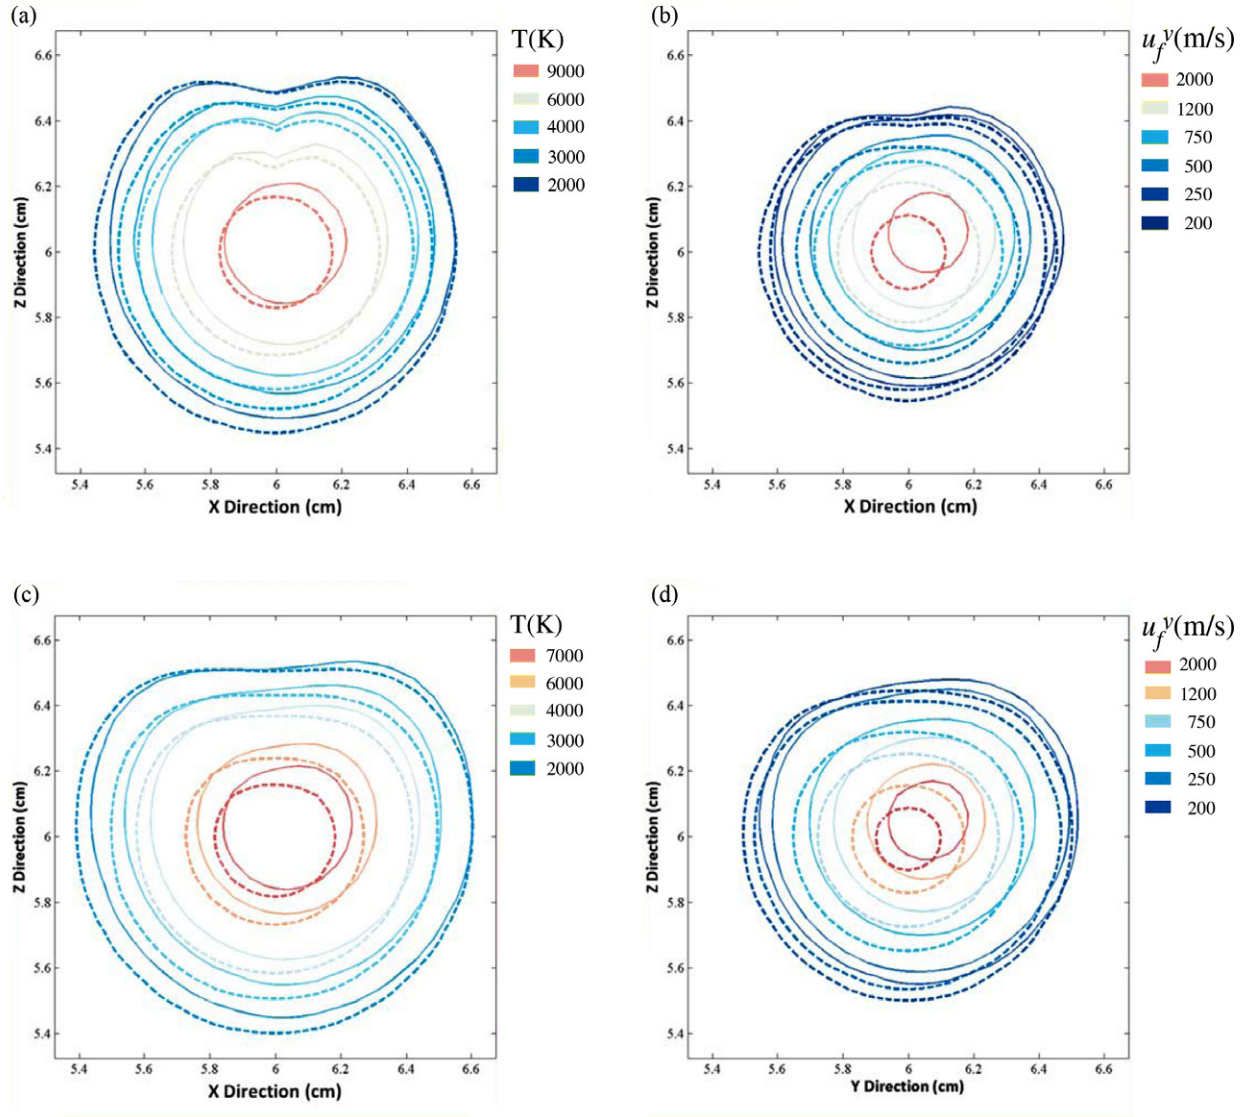 (a)
T(K)
9000
6000
4000
3000
2000
6.6
6.4
6.2
6
5.8
5.6
5.4
Z Direction (cm)
5.4 5.6 5.8 6 6.2 6.4 6.6
X Direction (cm)
(b)
u_f^y(m/s)
2000
1200
750
500
250
200
6.6
6.4
6.2
6
5.8
5.6
5.4
Z Direction (cm)
5.4 5.6 5.8 6 6.2 6.4 6.6
X Direction (cm)
(c)
T(K)
7000
6000
4000
3000
2000
6.6
6.4
6.2
6
5.8
5.6
5.4
Z Direction (cm)
5.4 5.6 5.8 6 6.2 6.4 6.6
X Direction (cm)
(d)
u_f^y(m/s)
2000
1200
750
500
250
200
6.6
6.4
6.2
6
5.8
5.6
5.4
Z Direction (cm)
5.4 5.6 5.8 6 6.2 6.4 6.6
Y Direction (cm)